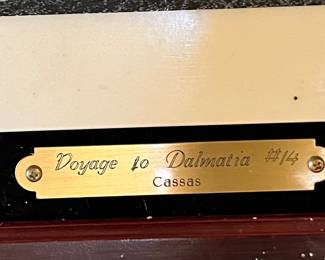 Voyage to Dalmatia #14
Cassas